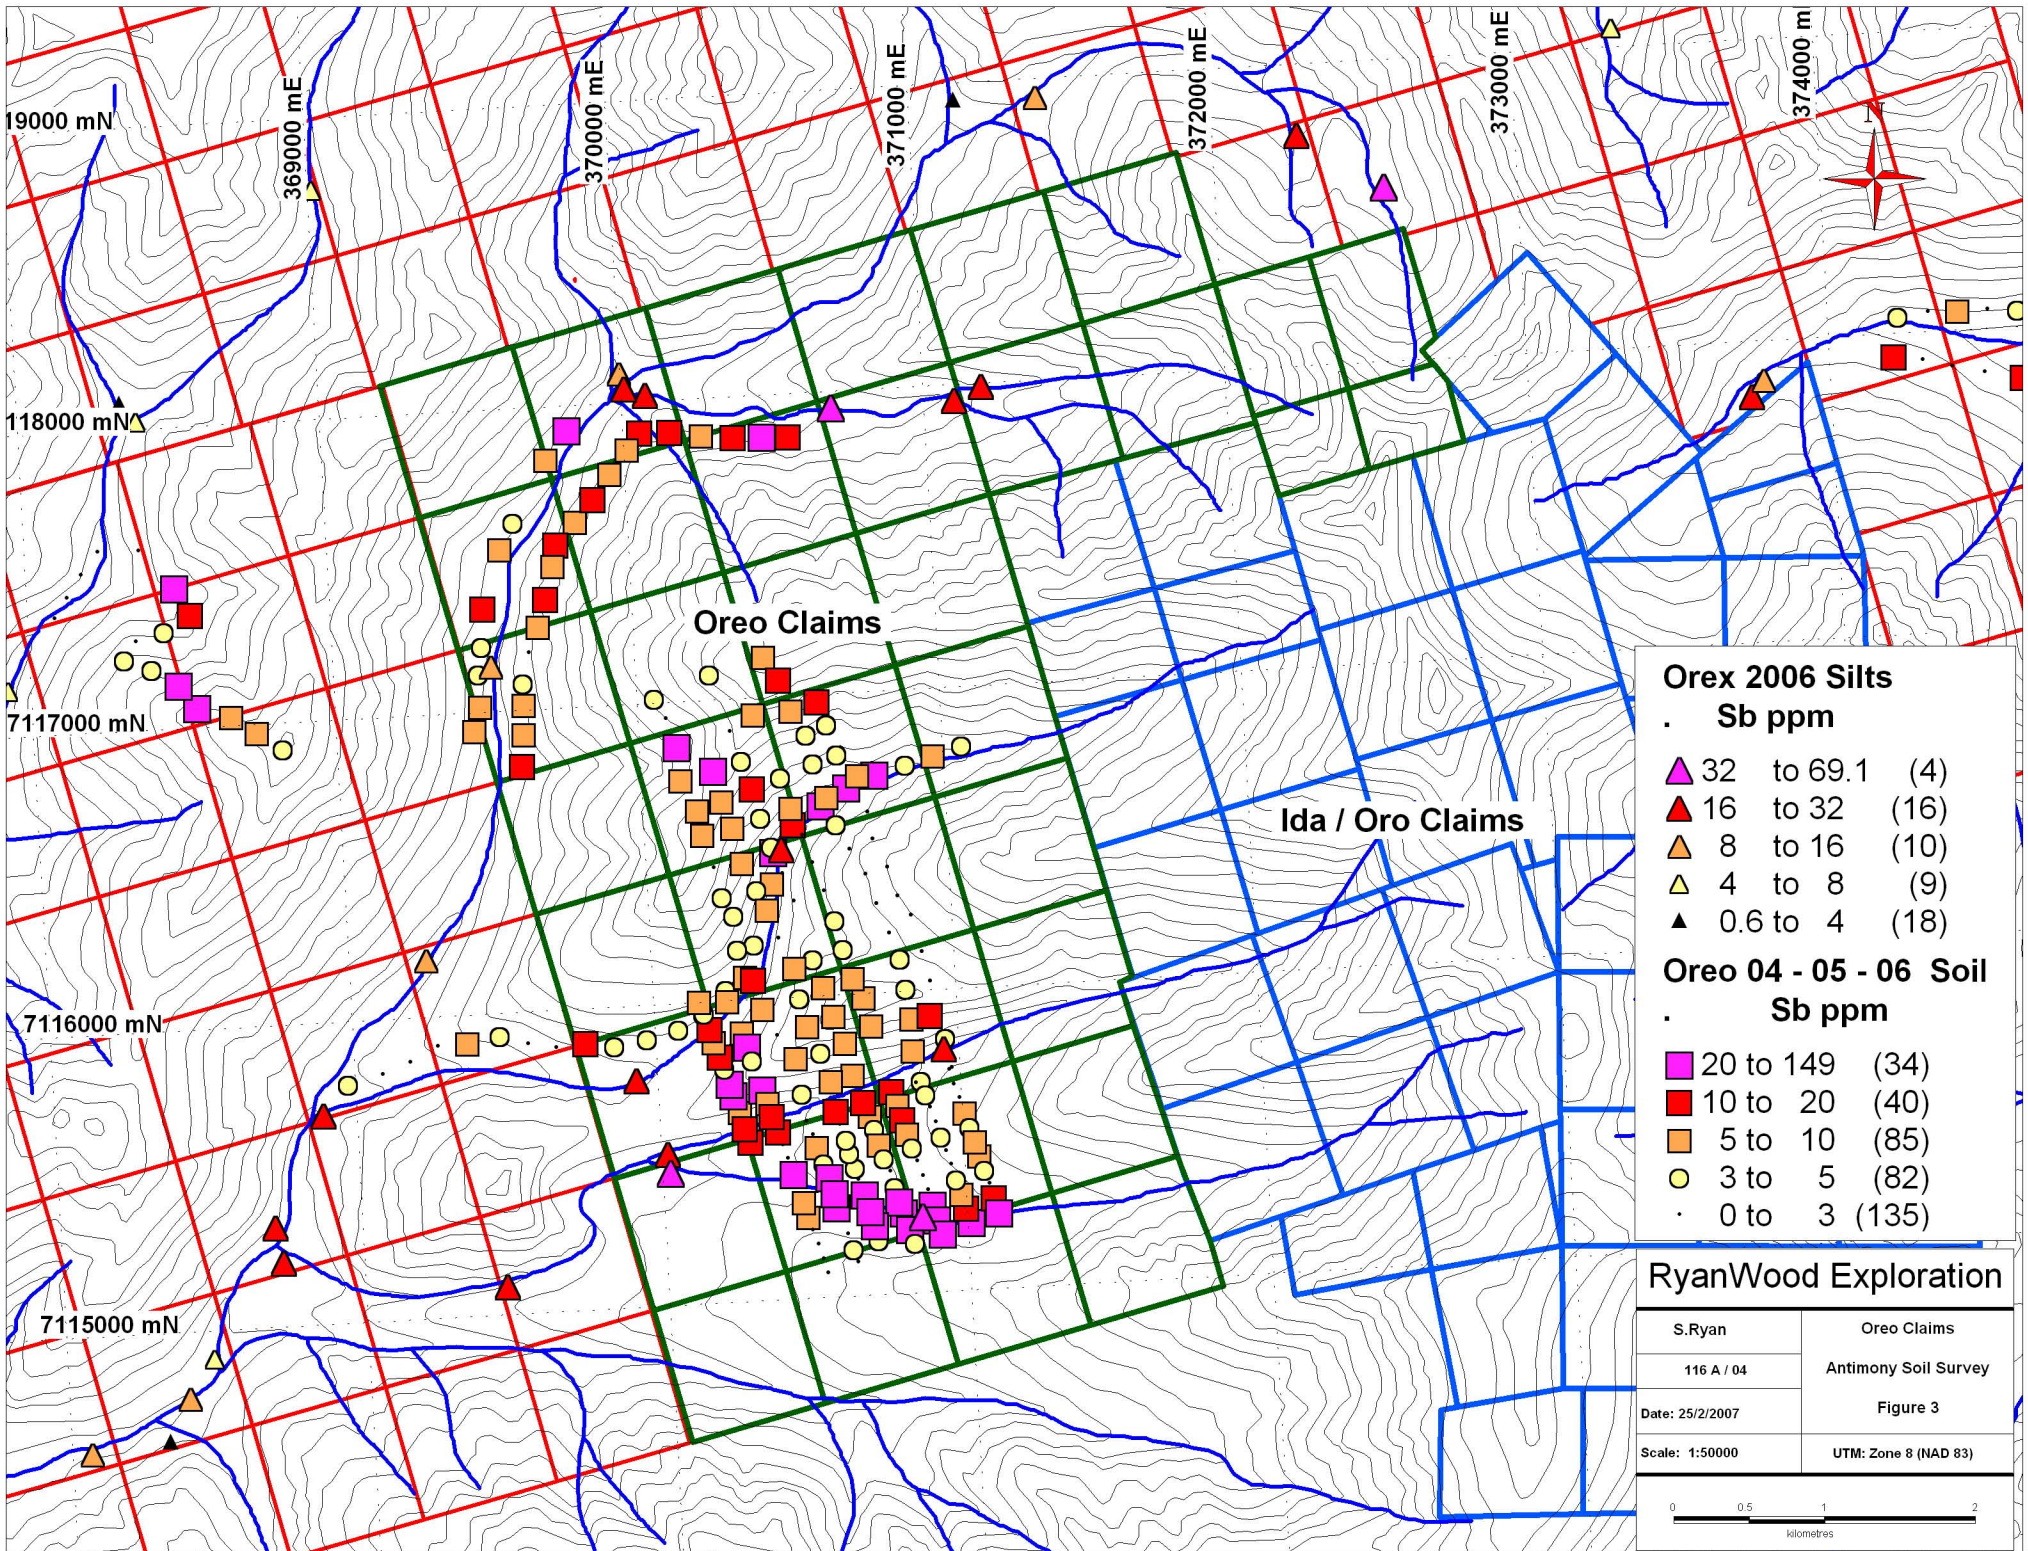 369000 mE
370000 mE
371000 mE
372000 mE
373000 mE
374000 m
N
19000 mN
118000 mN
7117000 mN
7116000 mN
7115000 mN
Oreo Claims
Ida / Oro Claims
Orex 2006 Silts
. Sb ppm
32 to 69.1 (4)
16 to 32 (16)
8 to 16 (10)
4 to 8 (9)
0.6 to 4 (18)
Oreo 04 - 05 - 06 Soil
. Sb ppm
20 to 149 (34)
10 to 20 (40)
5 to 10 (85)
3 to 5 (82)
0 to 3 (135)
RyanWood Exploration
S.Ryan
Oreo Claims
116 A / 04
Antimony Soil Survey
Date: 25/2/2007
Figure 3
Scale: 1:50000
UTM: Zone 8 (NAD 83)
0 0.5 1 2
kilometres